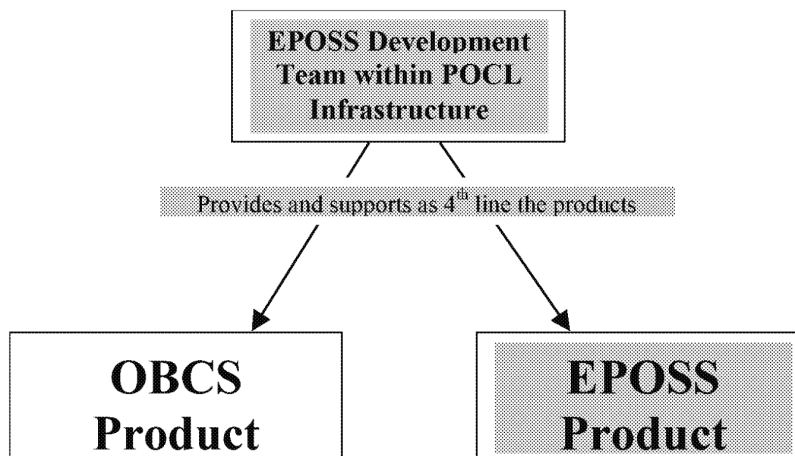 EPOSS Development
Team within POCL
Infrastructure
Provides and supports as 4th line the products
OBCS
Product
EPOSS
Product